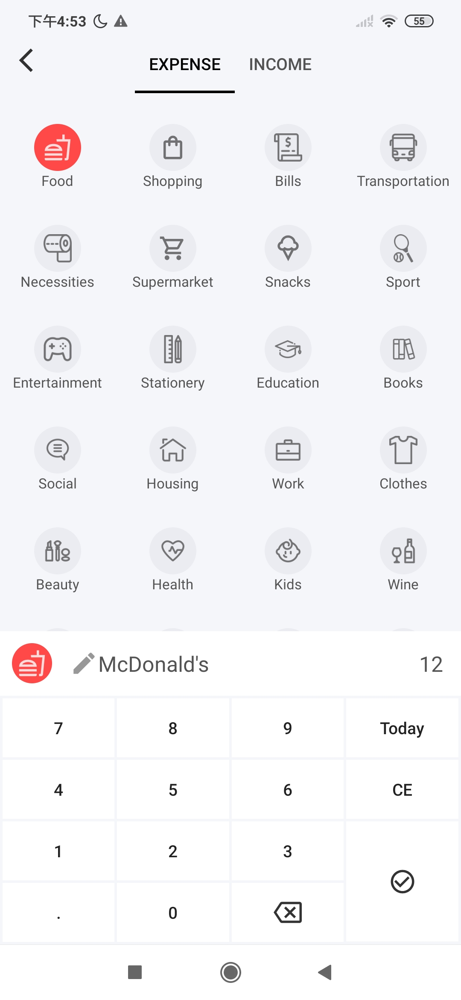 下午4:53
55
EXPENSE INCOME
Food Shopping Bills Transportation
Necessities Supermarket Snacks Sport
Entertainment Stationery Education Books
Social Housing Work Clothes
Beauty Health Kids Wine
McDonald's 12
7 8 9 Today
4 5 6 CE
1 2 3
. 0